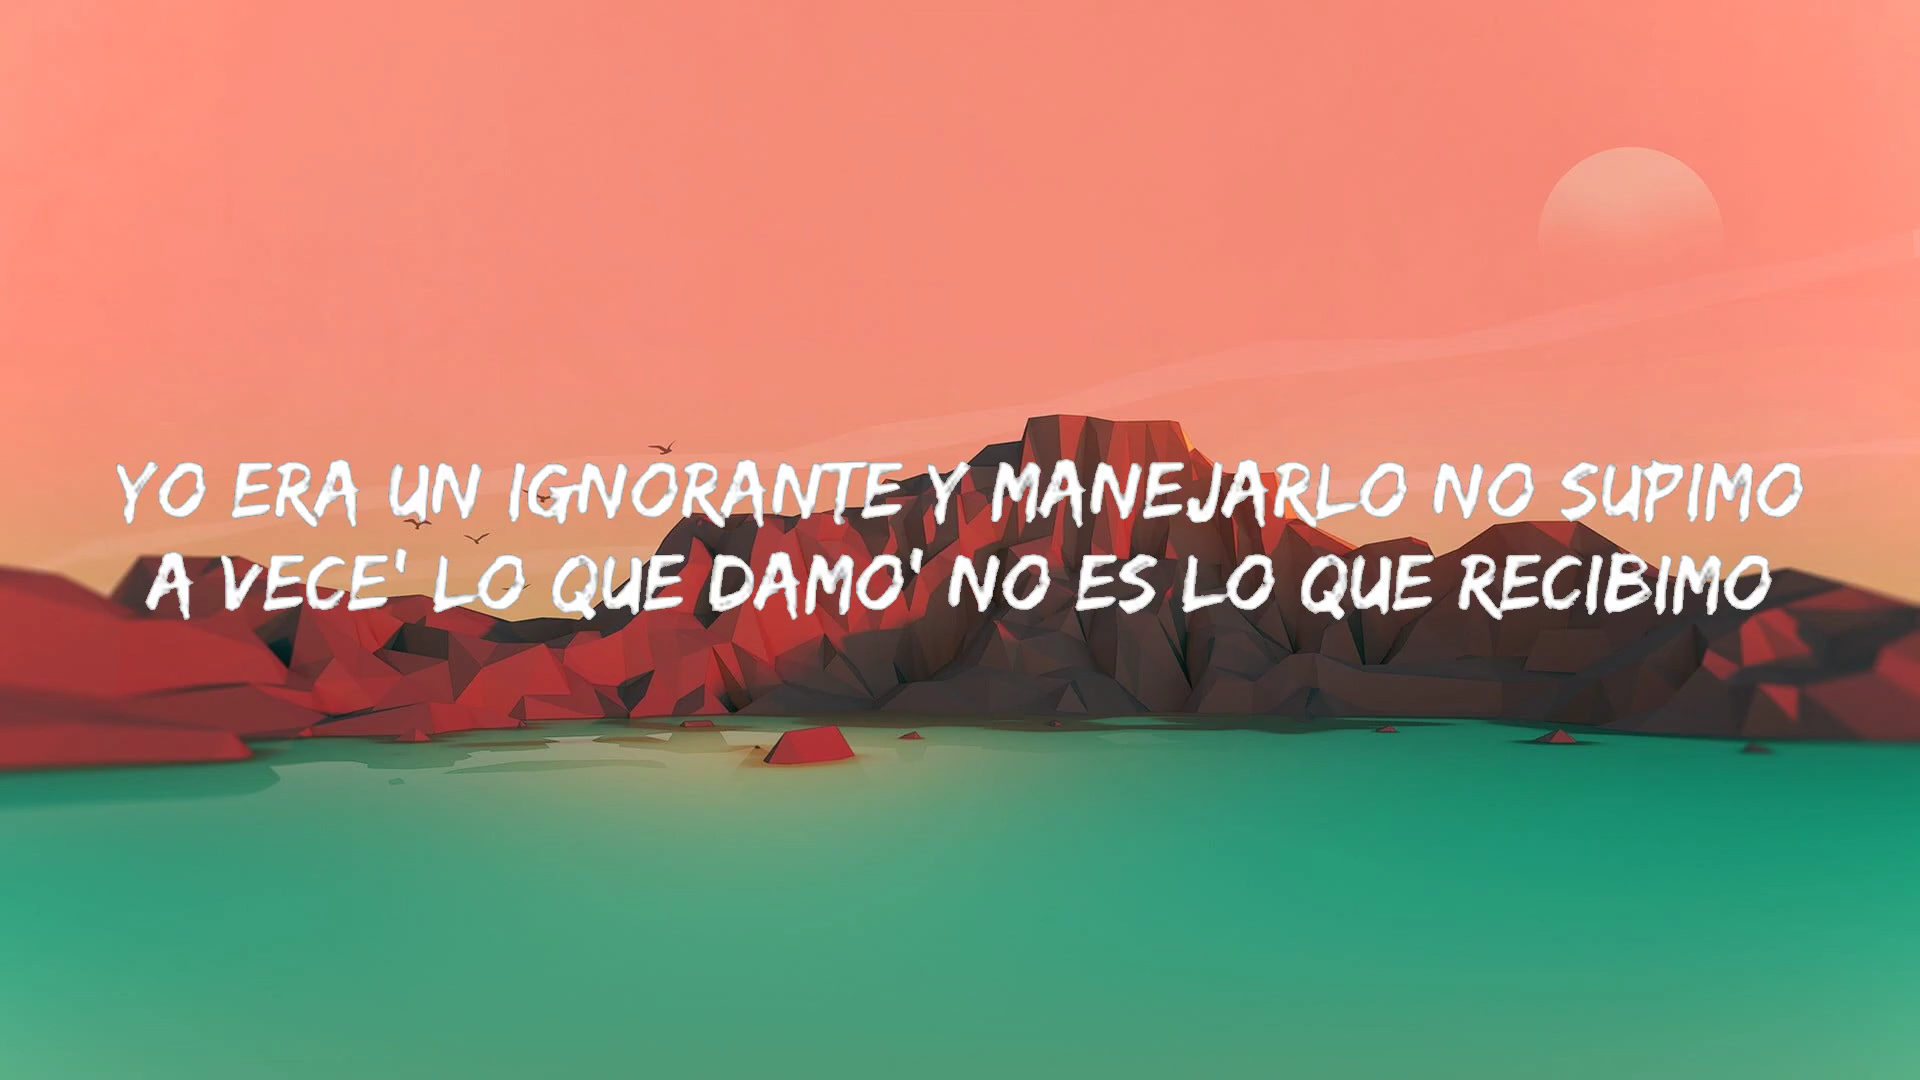 YO ERA UN IGNORANTE Y MANEJARLO NO SUPIMO
A VECE' LO QUE DAMO' NO ES LO QUE RECIBIMO